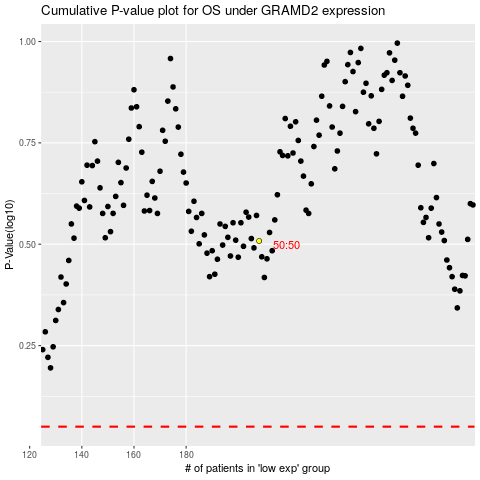 Cumulative P-value plot for OS under GRAMD2 expression
P-Value(log10)
1.00
0.75
0.50
0.25
50:50
120 140 160 180
# of patients in 'low exp' group